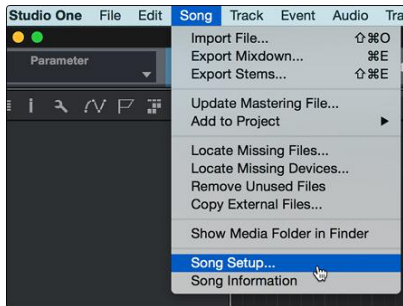 Studio One File Edit Song Track Event Audio Tra
Parameter
Import File... ⇧⌘O
Export Mixdown... ⌘E
Export Stems... ⇧⌘E
Update Mastering File...
Add to Project
Locate Missing Files...
Locate Missing Devices...
Remove Unused Files
Copy External Files...
Show Media Folder in Finder
Song Setup...
Song Information